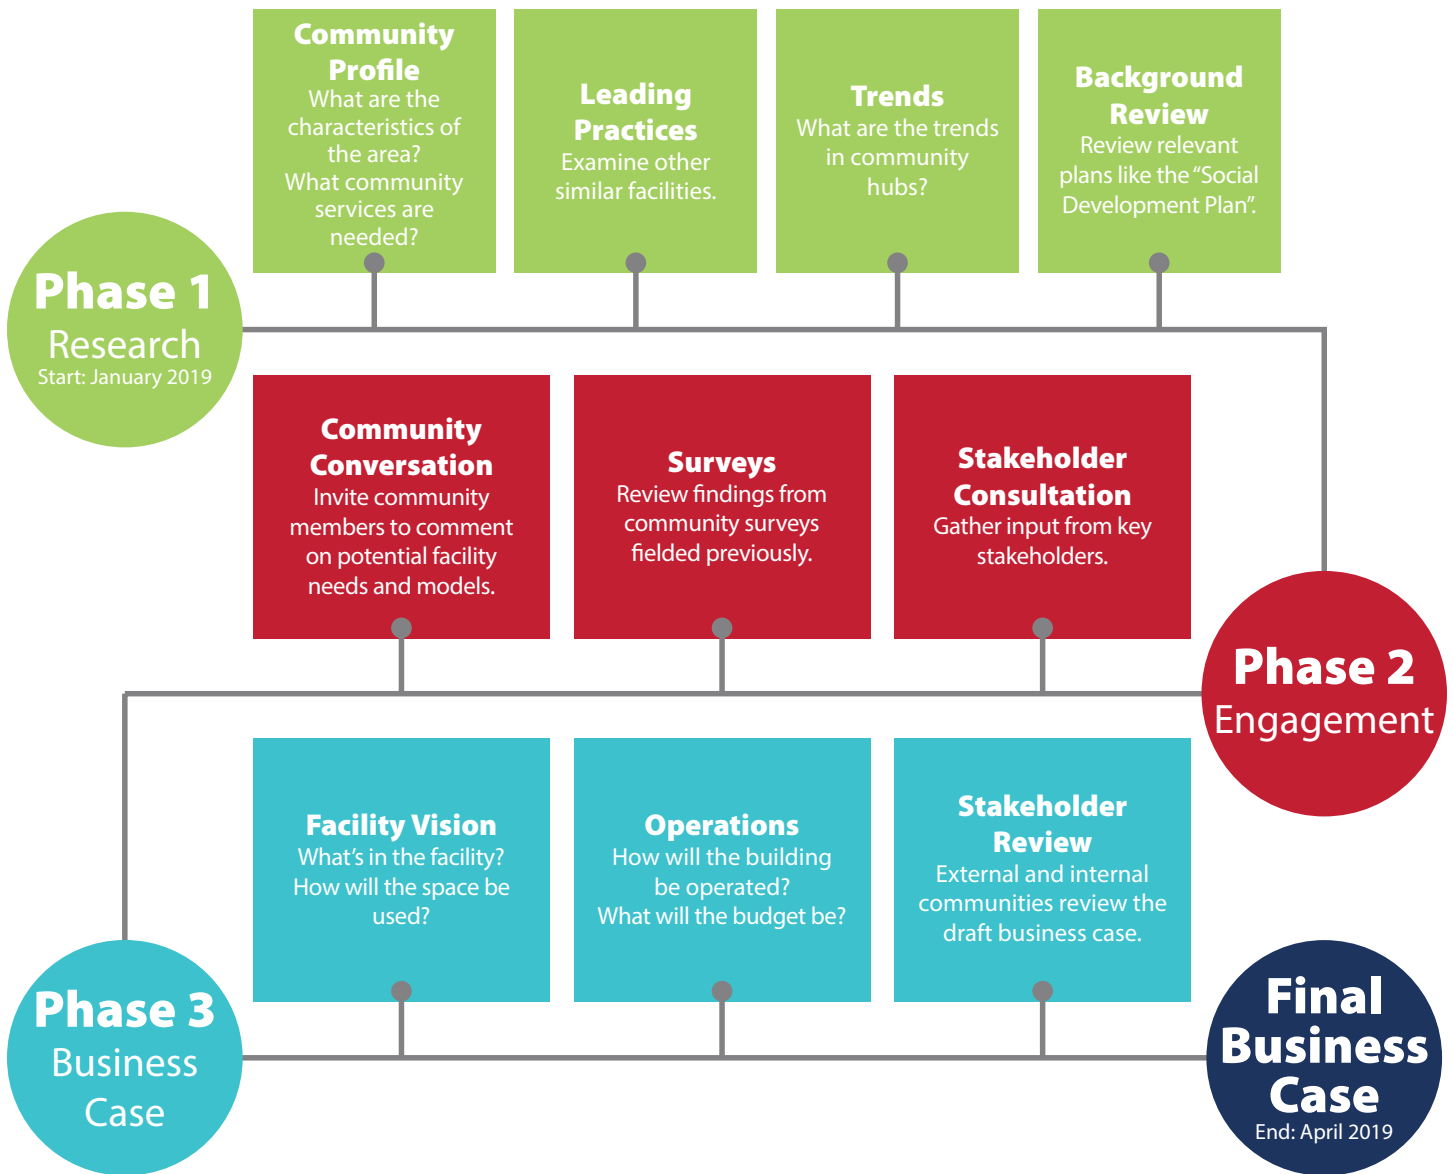 Phase 1
Research
Start: January 2019
Community
Profile
What are the
characteristics of
the area?
What community
services are
needed?
Leading
Practices
Examine other
similar facilities.
Trends
What are the trends
in community
hubs?
Background
Review
Review relevant
plans like the “Social
Development Plan”.
Phase 2
Engagement
Community
Conversation
Invite community
members to comment
on potential facility
needs and models.
Surveys
Review findings from
community surveys
fielded previously.
Stakeholder
Consultation
Gather input from key
stakeholders.
Phase 3
Business
Case
Facility Vision
What’s in the facility?
How will the space be
used?
Operations
How will the building
be operated?
What will the budget be?
Stakeholder
Review
External and internal
communities review the
draft business case.
Final
Business
Case
End: April 2019